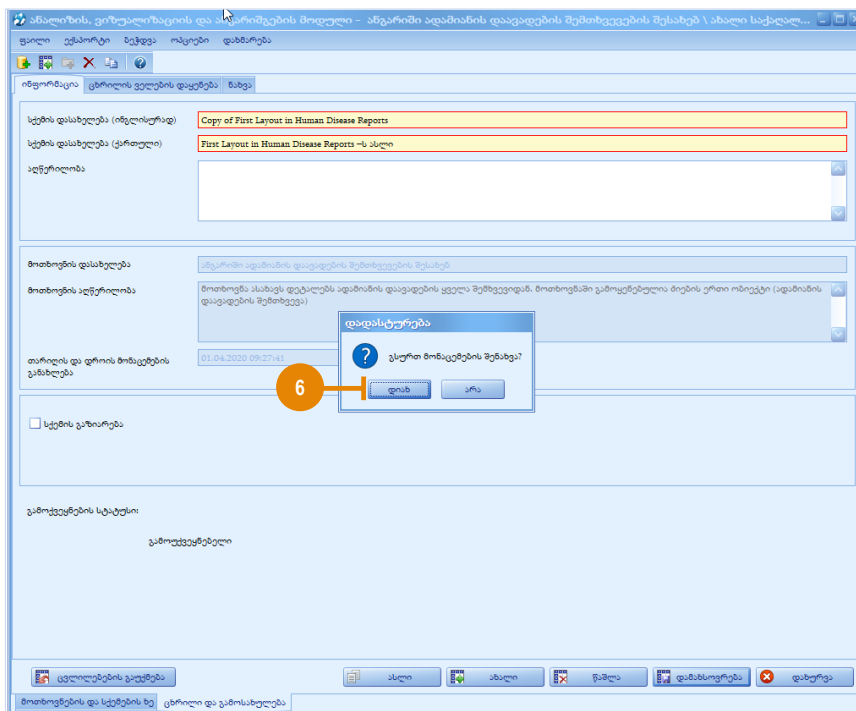 ანალიზის, ვიზუალიზაციის და ანგარიშგების მოდული - ანგარიში ადამიანის დაავადების შემთხვევების შესახებ \ ახალი საქაღალ...
ფაილი ექსპორტი ბეჭდვა ოპციები დახმარება
ინფორმაცია ცხრილის ველების დაყენება ნახვა
სქემის დასახელება (ინგლისურად) Copy of First Layout in Human Disease Reports
სქემის დასახელება (ქართული) First Layout in Human Disease Reports –ს ასლი
აღწერილობა
მოთხოვნის დასახელება ანგარიში ადამიანის დაავადების შემთხვევების შესახებ
მოთხოვნის აღწერილობა მოთხოვნა ასახავს დეტალებს ადამიანის დაავადების ყველა შემხვევიდან. მოთხოვნაში გამოყენებულია ძიების ერთი ობიექტი (ადამიანის
დაავადების შემთხვევა)
დადასტურება
გსურთ მონაცემების შენახვა?
თარიღის და დროის მონაცემების
განახლება
01.04.2020 09:27:41
6
დიახ არა
სქემის გაზიარება
გამოქვეყნების სტატუსი:
გამოუქვეყნებელი
ცვლილებების გაუქმება ასლი ახალი წაშლა დამახსოვრება დახურვა
მოთხოვნების და სქემების ხე ცხრილი და გამოსახულება